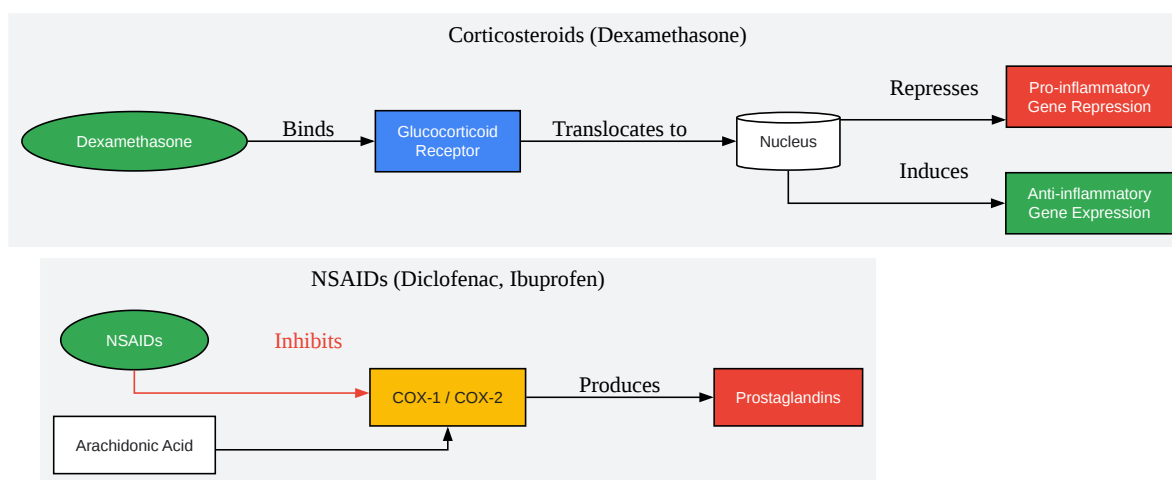 Corticosteroids (Dexamethasone)
Dexamethasone
Binds
Glucocorticoid
Receptor
Translocates to
Nucleus
Represses
Pro-inflammatory
Gene Repression
Induces
Anti-inflammatory
Gene Expression
NSAIDs (Diclofenac, Ibuprofen)
NSAIDs
Inhibits
COX-1 / COX-2
Produces
Prostaglandins
Arachidonic Acid